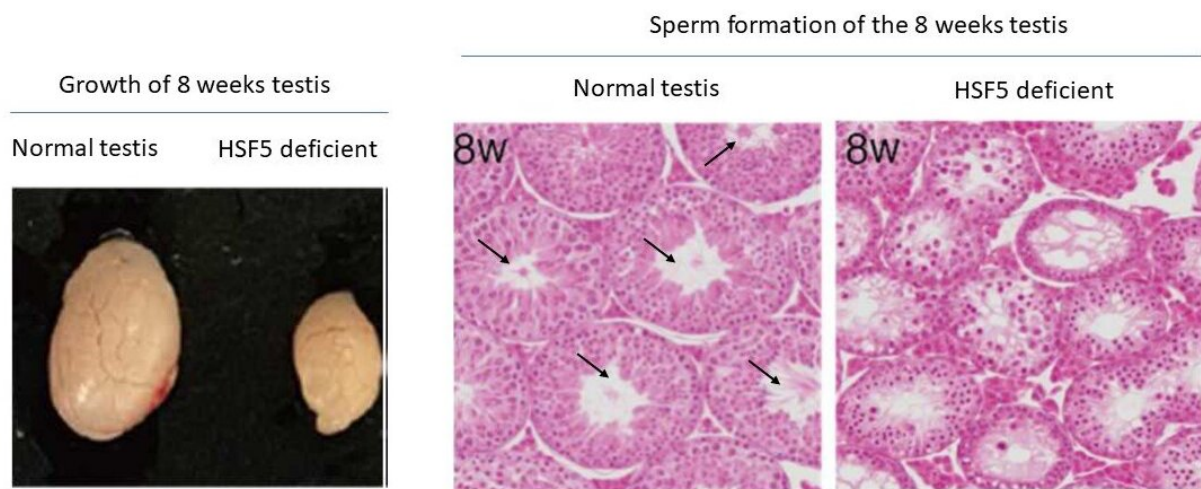 Sperm formation of the 8 weeks testis
Growth of 8 weeks testis
Normal testis
HSF5 deficient
Normal testis
HSF5 deficient
8w
8w